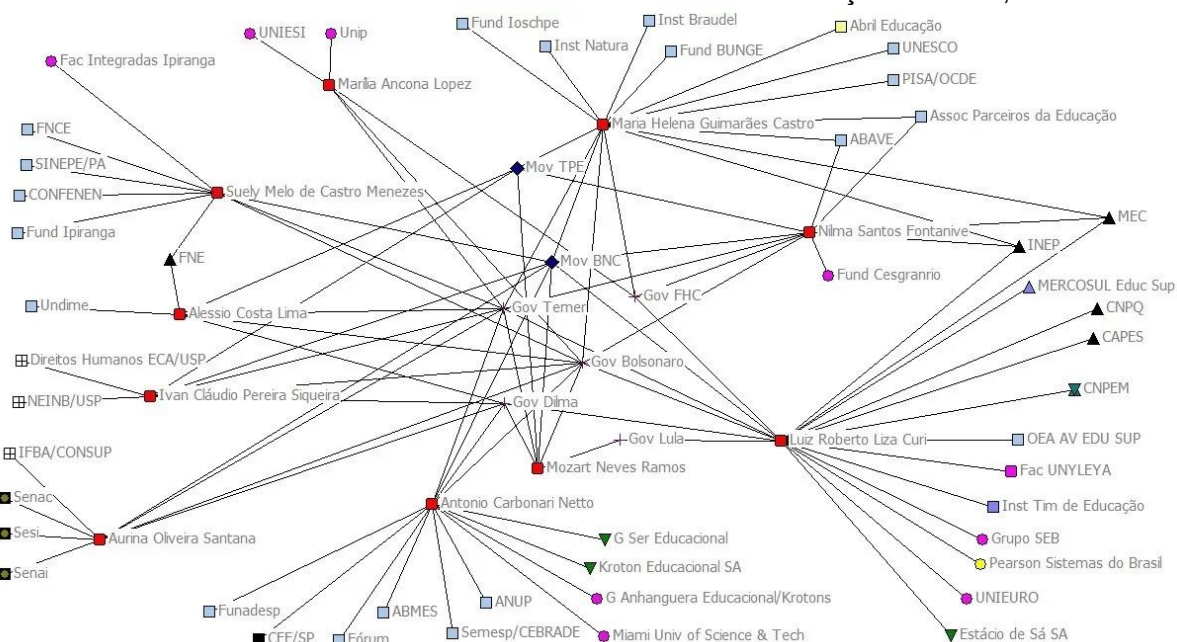 Fund Ioschpe
Inst Braudel
Abril Educação
UNIESI
Unip
Inst Natura
Fund BUNGE
UNESCO
Fac Integradas Ipiranga
Marília Ancona Lopez
PISA/OCDE
FNCE
Maria Helena Guimarães Castro
Assoc Parceiros da Educação
ABAVE
SINEPE/PA
Mov TPE
CONFENEN
Suely Melo de Castro Menezes
MEC
Fund Ipiranga
Nilma Santos Fontanive
INEP
FNE
Mov BNC
Fund Cesgranrio
MERCOSUL Educ Sup
Gov FHC
Undime
Alessio Costa Lima
Gov Temer
CNPQ
CAPES
Direitos Humanos ECA/USP
Gov Bolsonaro
NEINB/USP
Ivan Cláudio Pereira Siqueira
Gov Dilma
CNPEM
Gov Lula
Luiz Roberto Liza Curi
OEA AV EDU SUP
IFBA/CONSUP
Mozart Neves Ramos
Fac UNYLEYA
Senac
Antonio Carbonari Netto
Inst Tim de Educação
Sesi
Aurina Oliveira Santana
G Ser Educacional
Grupo SEB
Senai
Kroton Educacional SA
Pearson Sistemas do Brasil
Funadesp
ABMES
ANUP
G Anhanguera Educacional/Krotons
UNIEURO
CEE/SP
Fórum
Semesp/CEBRADE
Miami Univ of Science & Tech
Estácio de Sá SA